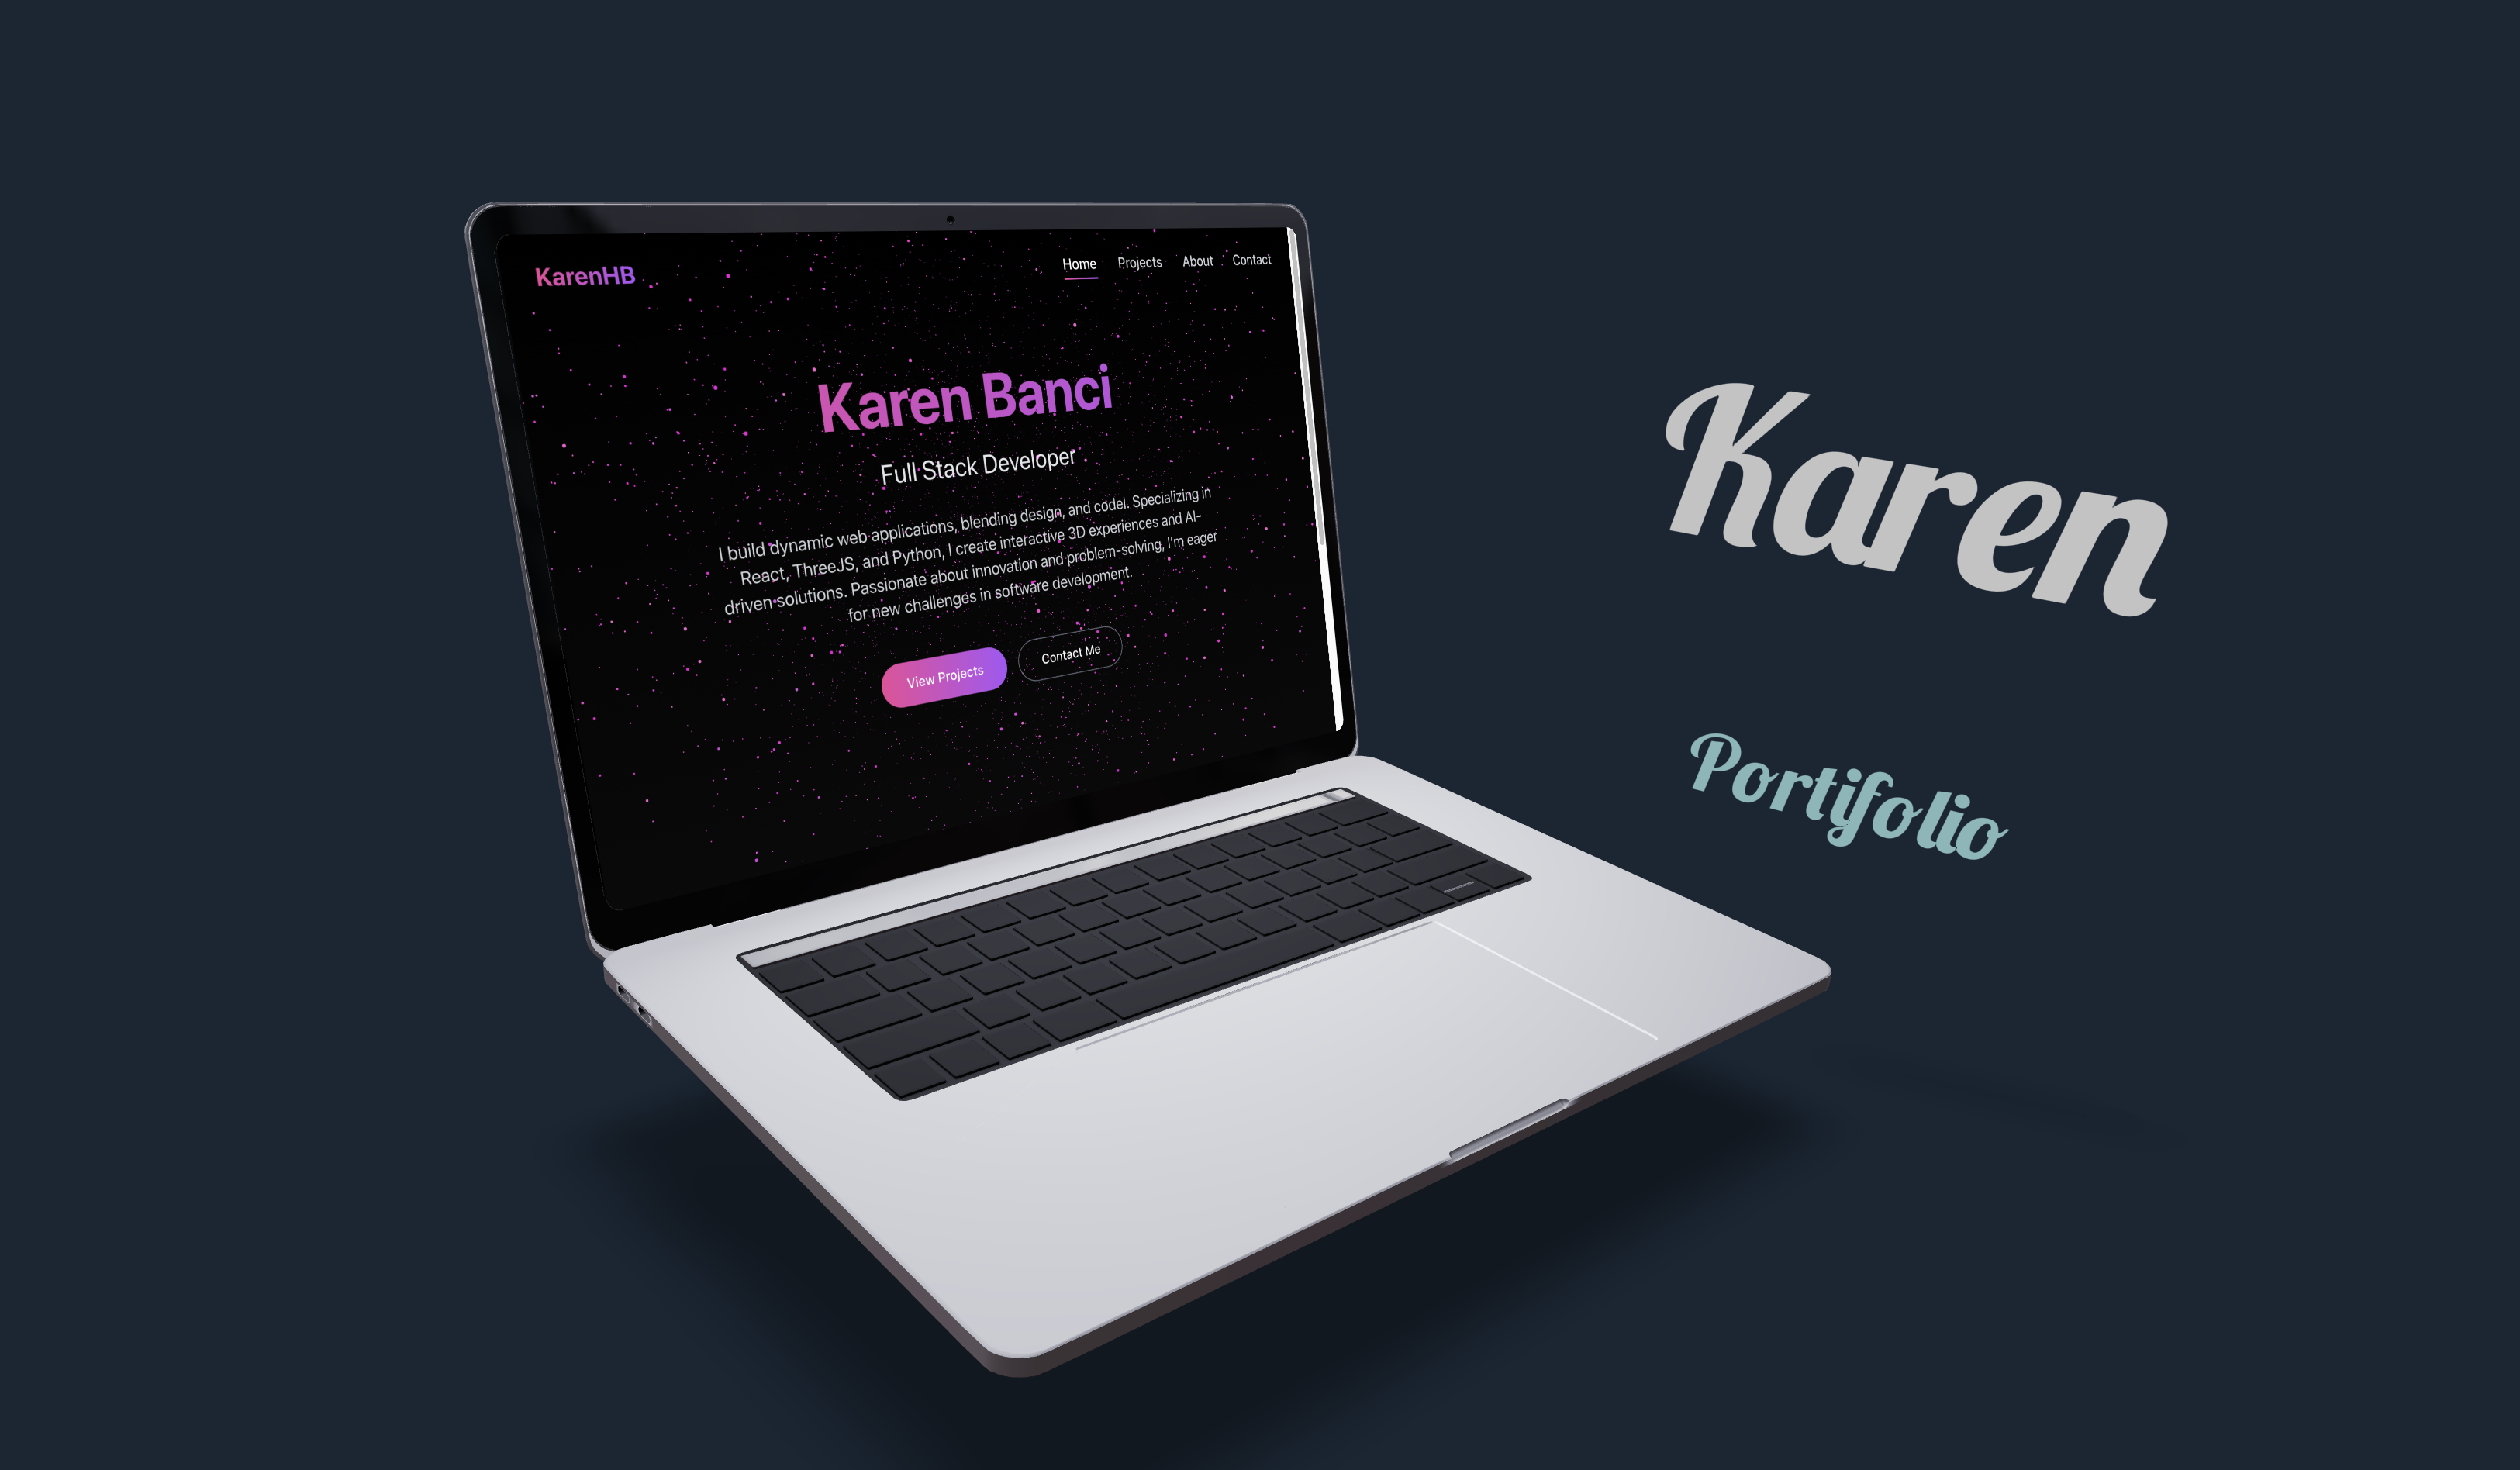 KarenHB
Home Projects About Contact
Karen Banci
Full Stack Developer
I build dynamic web applications, blending design, and codel. Specializing in
React, ThreeJS, and Python, I create interactive 3D experiences and AI-
driven solutions. Passionate about innovation and problem-solving, I'm eager
for new challenges in software development.
View Projects Contact Me
Karen
Portifolio